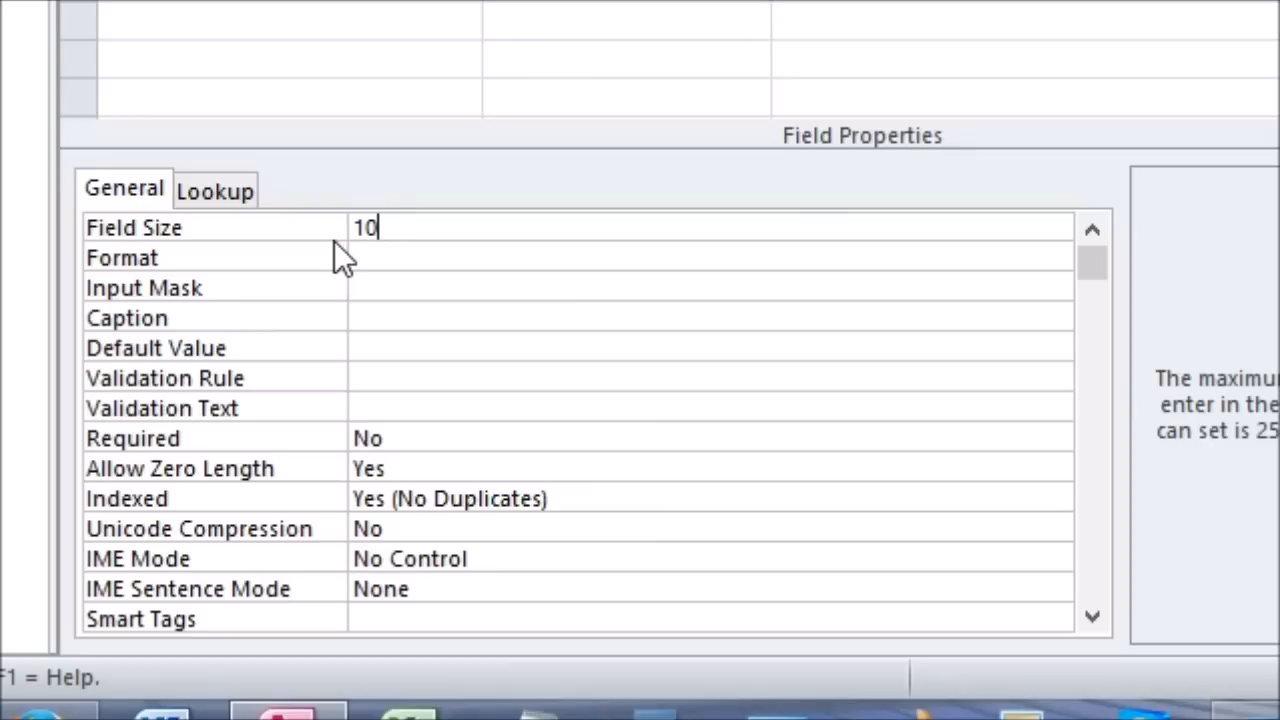 Field Properties
General Lookup
Field Size 10
Format
Input Mask
Caption
Default Value
Validation Rule
Validation Text
Required No
Allow Zero Length Yes
Indexed Yes (No Duplicates)
Unicode Compression No
IME Mode No Control
IME Sentence Mode None
Smart Tags
The maximu
enter in the
can set is 25
F1 = Help.